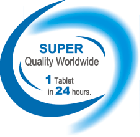 SUPER
Quality Worldwide
1 Tablet
in 24 hours.